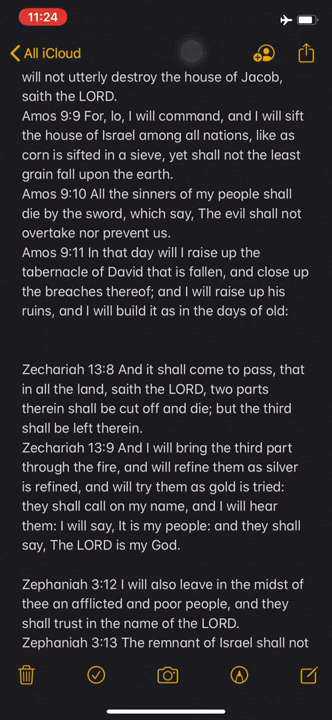 11:24
All iCloud
will not utterly destroy the house of Jacob,
saith the LORD.
Amos 9:9 For, lo, I will command, and I will sift
the house of Israel among all nations, like as
corn is sifted in a sieve, yet shall not the least
grain fall upon the earth.
Amos 9:10 All the sinners of my people shall
die by the sword, which say, The evil shall not
overtake nor prevent us.
Amos 9:11 In that day will I raise up the
tabernacle of David that is fallen, and close up
the breaches thereof; and I will raise up his
ruins, and I will build it as in the days of old:
Zechariah 13:8 And it shall come to pass, that
in all the land, saith the LORD, two parts
therein shall be cut off and die; but the third
shall be left therein.
Zechariah 13:9 And I will bring the third part
through the fire, and will refine them as silver
is refined, and will try them as gold is tried:
they shall call on my name, and I will hear
them: I will say, It is my people: and they shall
say, The LORD is my God.
Zephaniah 3:12 I will also leave in the midst of
thee an afflicted and poor people, and they
shall trust in the name of the LORD.
Zephaniah 3:13 The remnant of Israel shall not